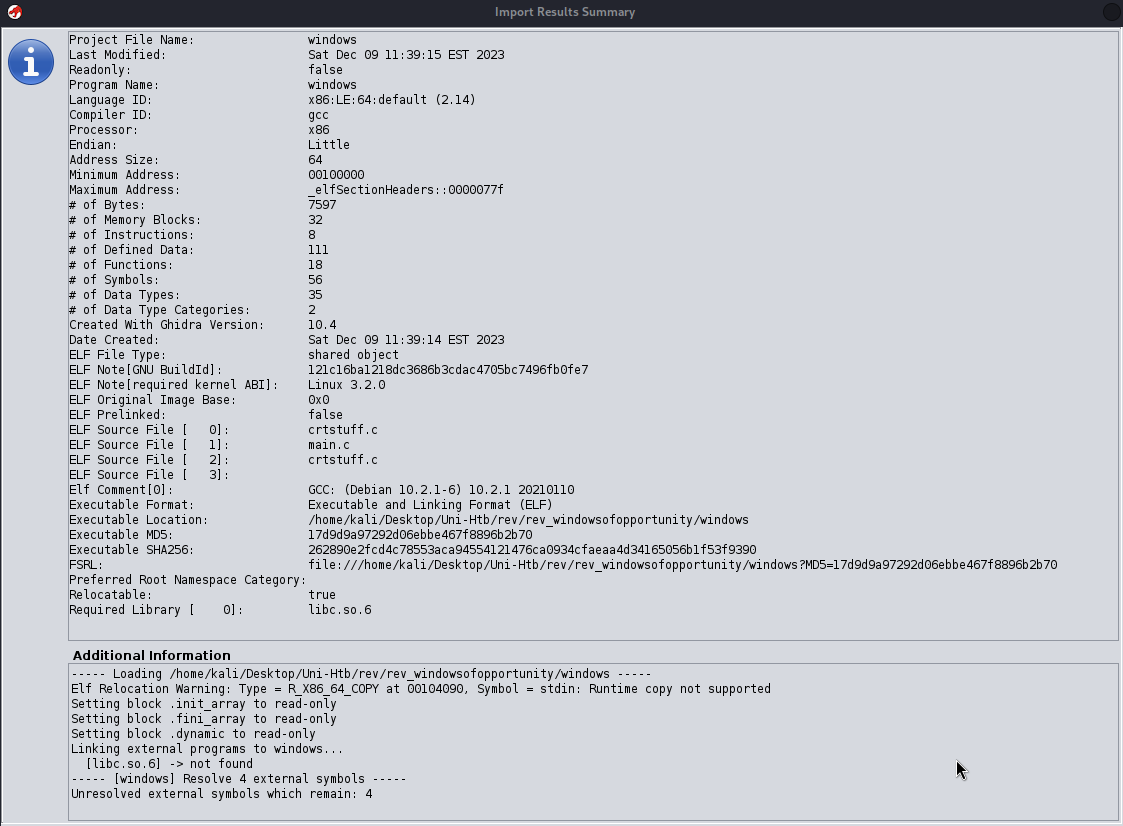 Import Results Summary
Project File Name: windows
Last Modified: Sat Dec 09 11:39:15 EST 2023
Readonly: false
Program Name: windows
Language ID: x86:LE:64:default (2.14)
Compiler ID: gcc
Processor: x86
Endian: Little
Address Size: 64
Minimum Address: 00100000
Maximum Address: _elfSectionHeaders::0000077f
# of Bytes: 7597
# of Memory Blocks: 32
# of Instructions: 8
# of Defined Data: 111
# of Functions: 18
# of Symbols: 56
# of Data Types: 35
# of Data Type Categories: 2
Created With Ghidra Version: 10.4
Date Created: Sat Dec 09 11:39:14 EST 2023
ELF File Type: shared object
ELF Note[GNU BuildId]: 121c16ba1218dc3686b3cdac4705bc7496fb0fe7
ELF Note[required kernel ABI]: Linux 3.2.0
ELF Original Image Base: 0x0
ELF Prelinked: false
ELF Source File [   0]: crtstuff.c
ELF Source File [   1]: main.c
ELF Source File [   2]: crtstuff.c
ELF Source File [   3]:
Elf Comment[0]: GCC: (Debian 10.2.1-6) 10.2.1 20210110
Executable Format: Executable and Linking Format (ELF)
Executable Location: /home/kali/Desktop/Uni-Htb/rev/rev_windowsofopportunity/windows
Executable MD5: 17d9d9a97292d06ebbe467f8896b2b70
Executable SHA256: 262890e2fcd4c78553aca94554121476ca0934cfaeaa4d34165056b1f53f9390
FSRL: file:///home/kali/Desktop/Uni-Htb/rev/rev_windowsofopportunity/windows?MD5=17d9d9a97292d06ebbe467f8896b2b70
Preferred Root Namespace Category:
Relocatable: true
Required Library [   0]: libc.so.6
Additional Information
----- Loading /home/kali/Desktop/Uni-Htb/rev/rev_windowsofopportunity/windows -----
Elf Relocation Warning: Type = R_X86_64_COPY at 00104090, Symbol = stdin: Runtime copy not supported
Setting block .init_array to read-only
Setting block .fini_array to read-only
Setting block .dynamic to read-only
Linking external programs to windows...
[libc.so.6] -> not found
----- [windows] Resolve 4 external symbols -----
Unresolved external symbols which remain: 4